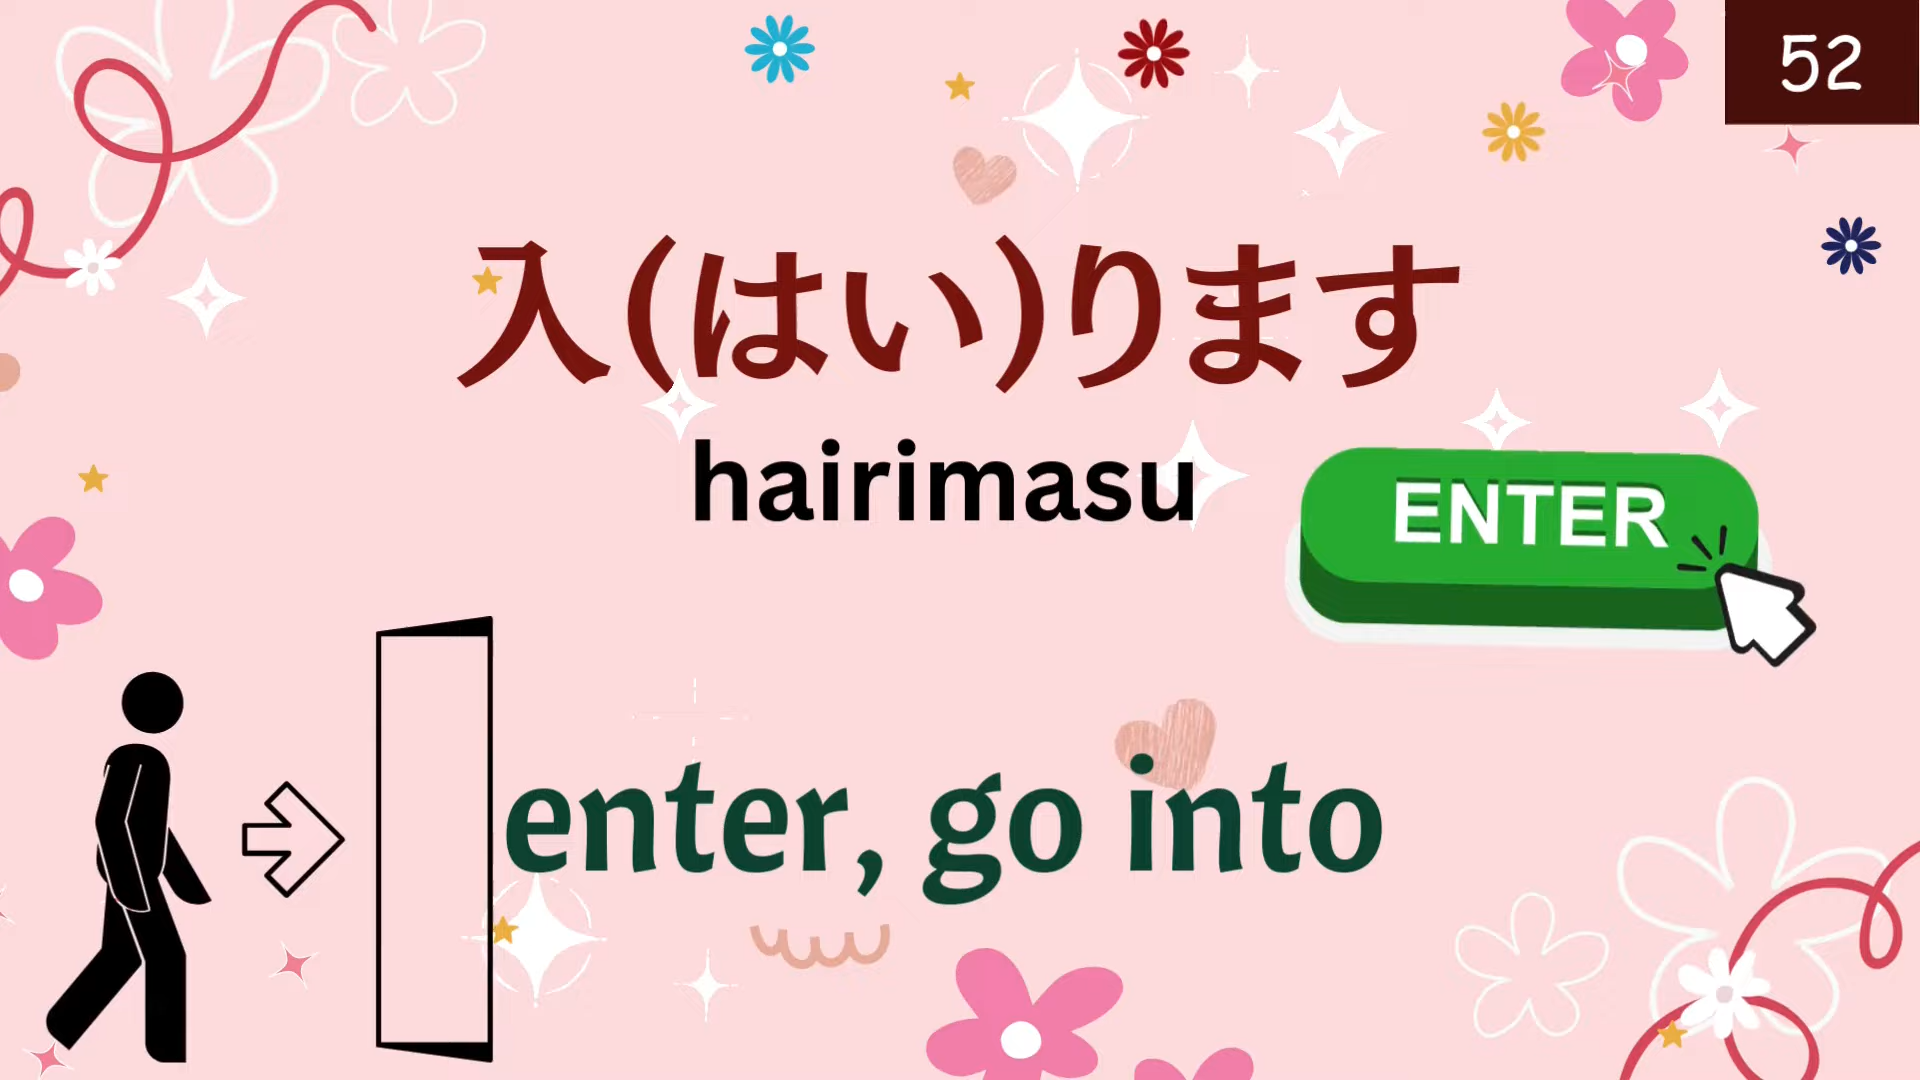 52
入(はい)ります
hairimasu
ENTER
enter, go into